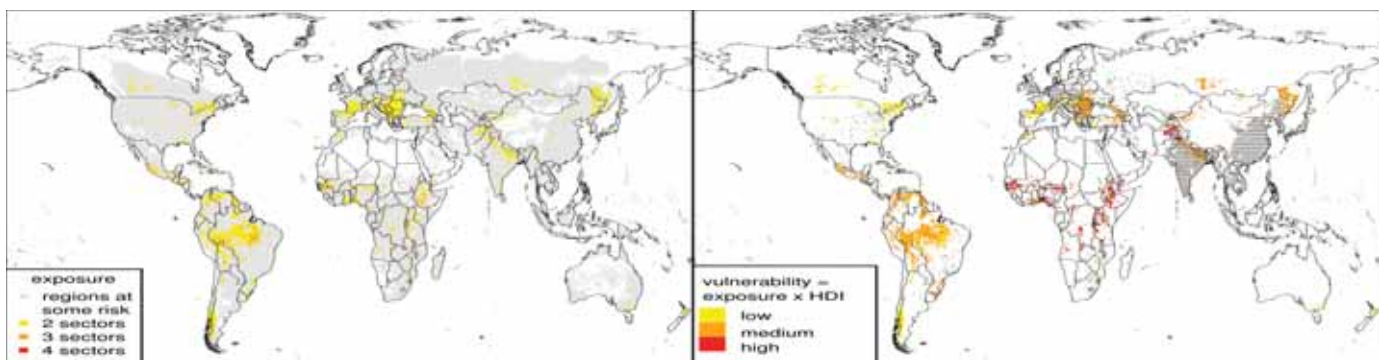 exposure
regions at
some risk
2 sectors
3 sectors
4 sectors
vulnerability =
exposure x HDI
low
medium
high